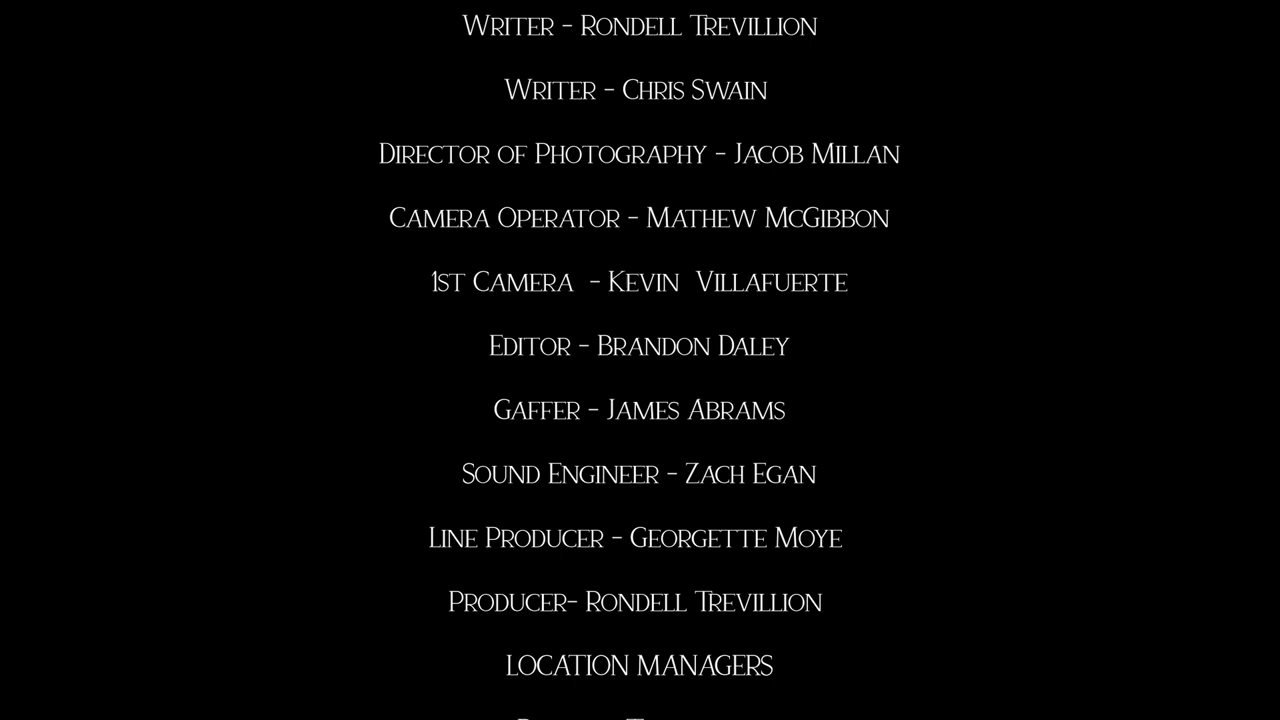 Writer - Rondell Trevillion
Writer - Chris Swain
Director of Photography - Jacob Millan
Camera Operator - Mathew McGibbon
1st Camera - Kevin Villafuerte
Editor - Brandon Daley
Gaffer - James Abrams
Sound Engineer - Zach Egan
Line Producer - Georgette Moye
Producer- Rondell Trevillion
LOCATION MANAGERS